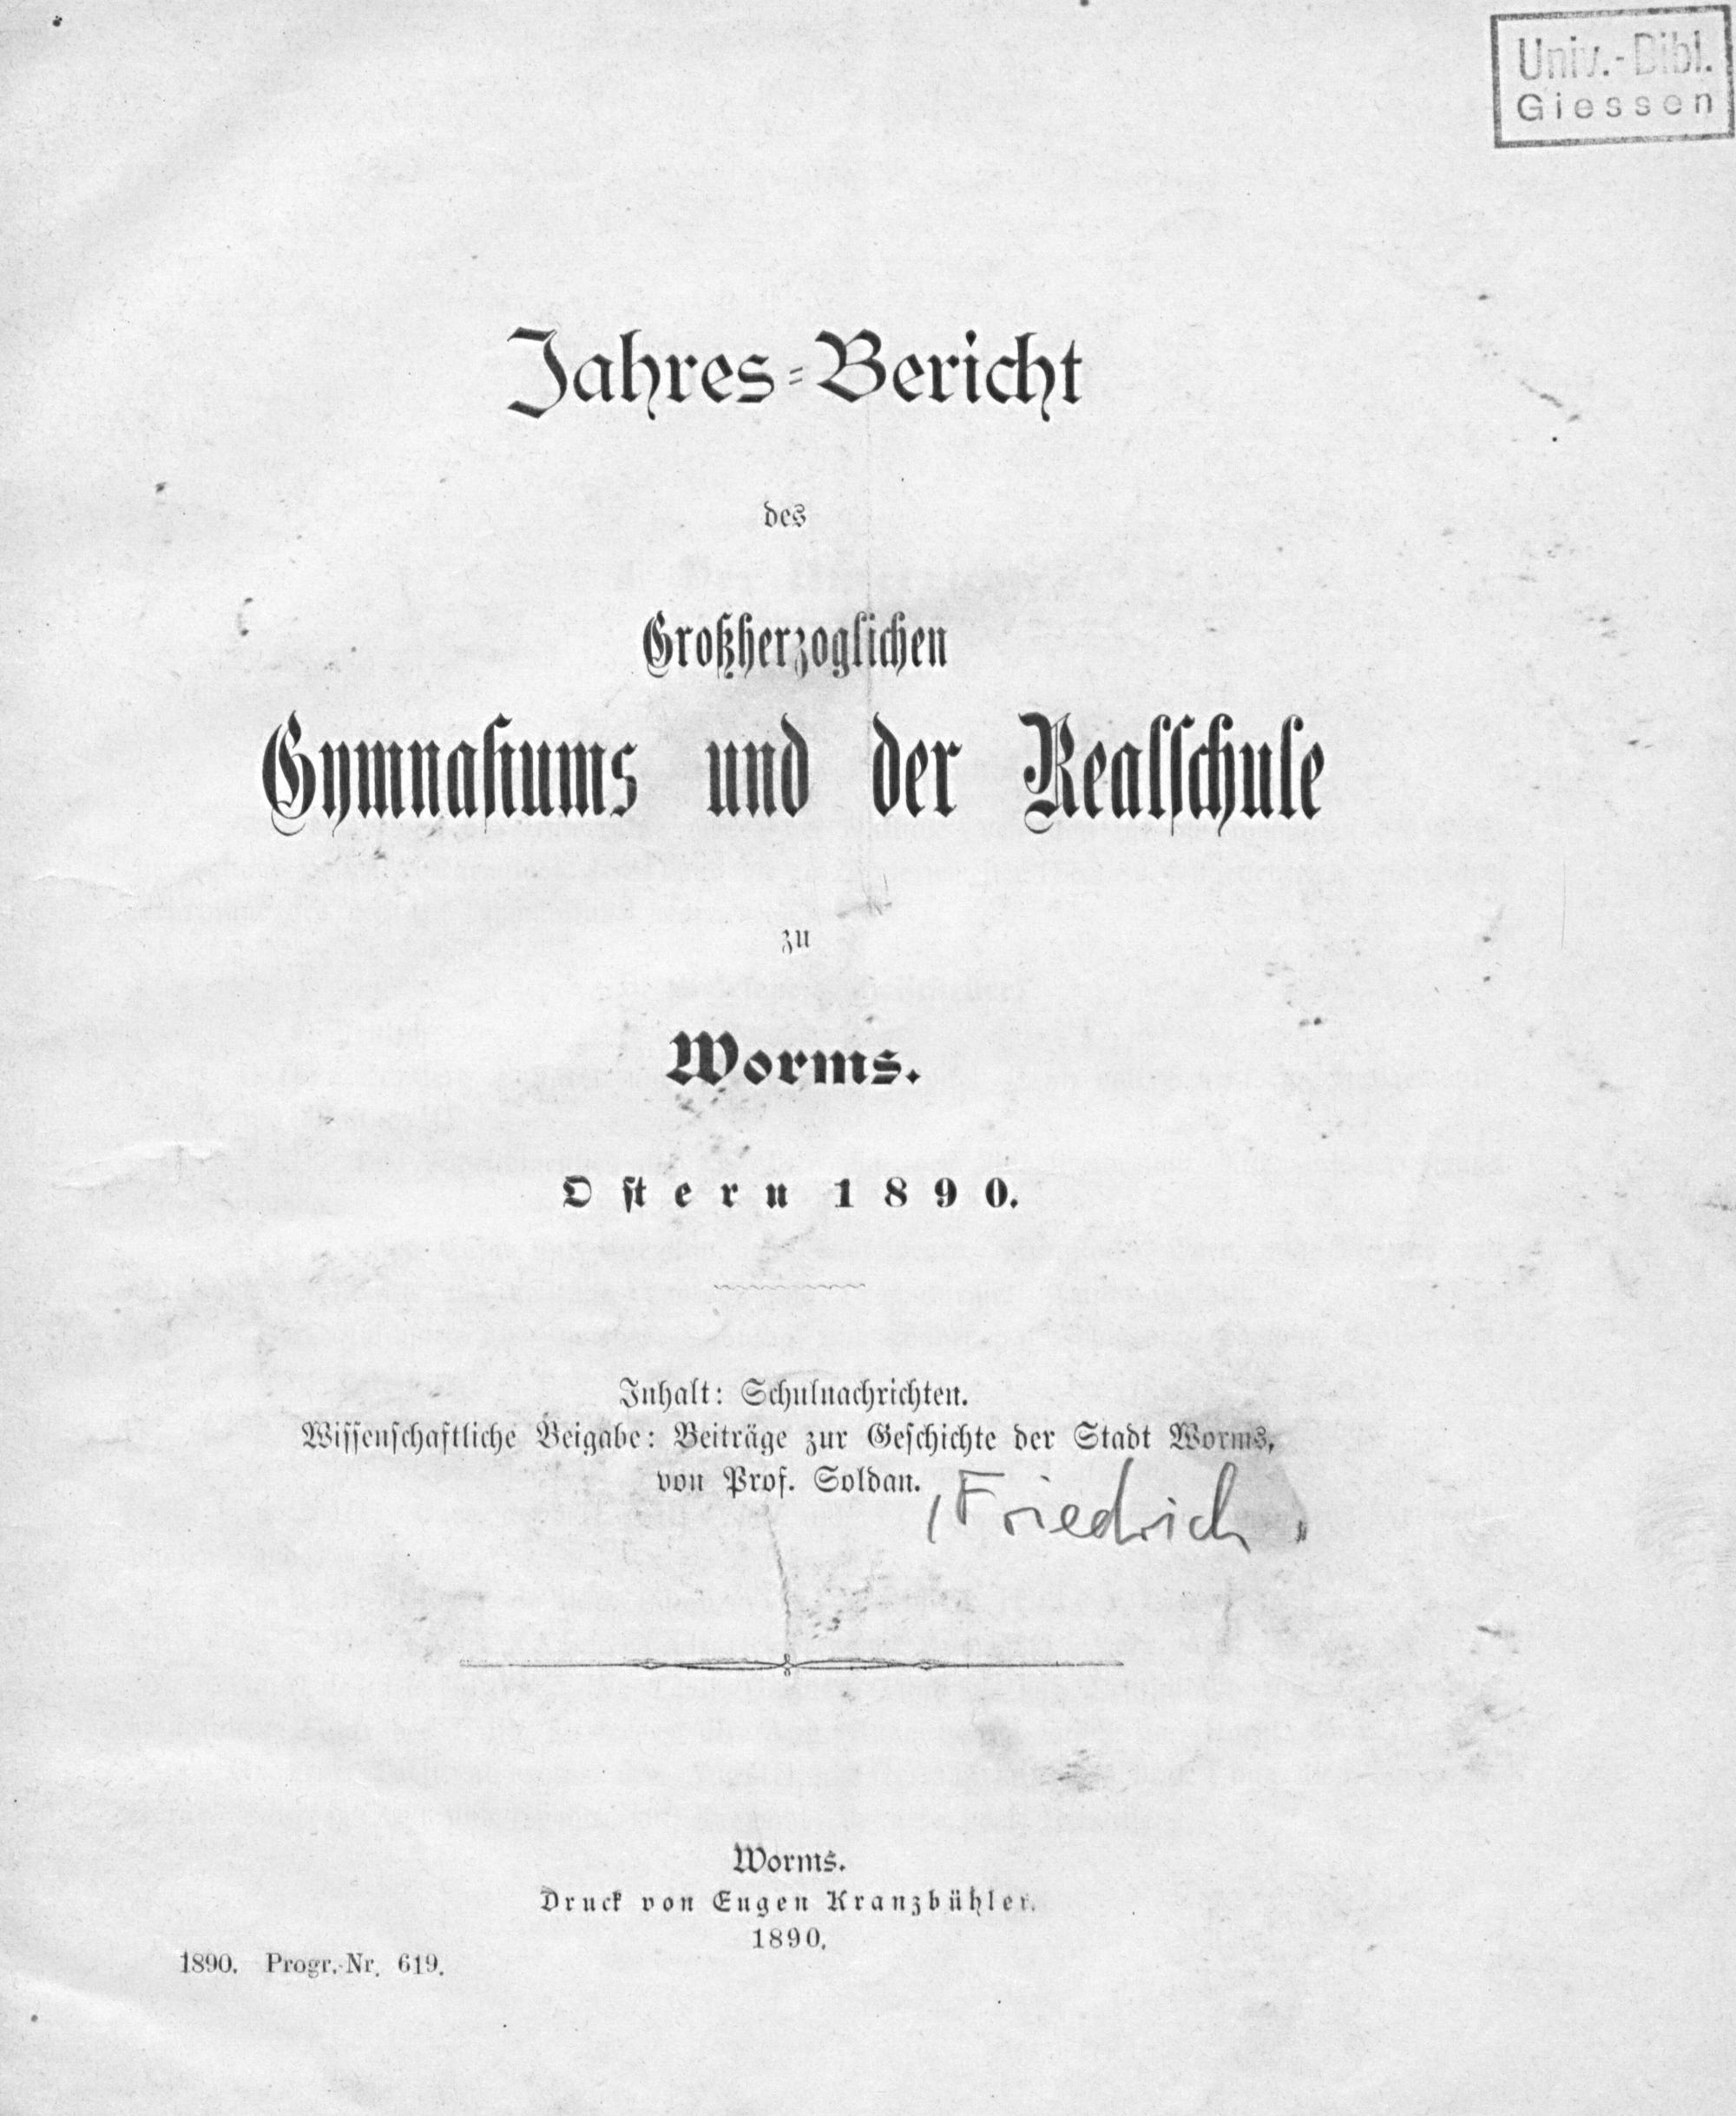 Univ.-Bibl.
Giessen
Jahres-Bericht
des
Großherzoglichen
Gymnasiums und der Realschule
zu
Worms.
Ostern 1890.
Inhalt: Schulnachrichten.
Wissenschaftliche Beigabe: Beiträge zur Geschichte der Stadt Worms,
von Prof. Soldan.
, Friedrich.
Worms.
Druck von Eugen Kranzbühler.
1890.
1890. Progr.-Nr. 619.